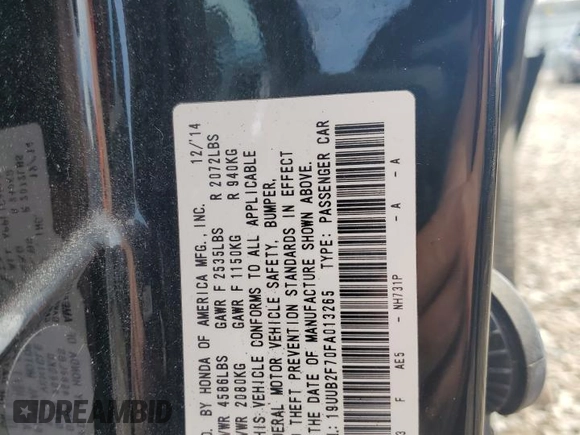 D. BY HONDA OF AMERICA MFG., INC. 12/'14
VWR 4586LBS GAWR F 2535LBS R 2072LBS
VWR 2080KG GAWR F 1150KG R 940KG
THIS VEHICLE CONFORMS TO ALL APPLICABLE
ERAL MOTOR VEHICLE SAFETY, BUMPER,
D THEFT PREVENTION STANDARDS IN EFFECT
THE DATE OF MANUFACTURE SHOWN ABOVE.
.: 19UUB2F70FA013265 TYPE: PASSENGER CAR
3 F AE5 - NH731P - A - A
DREAMBID